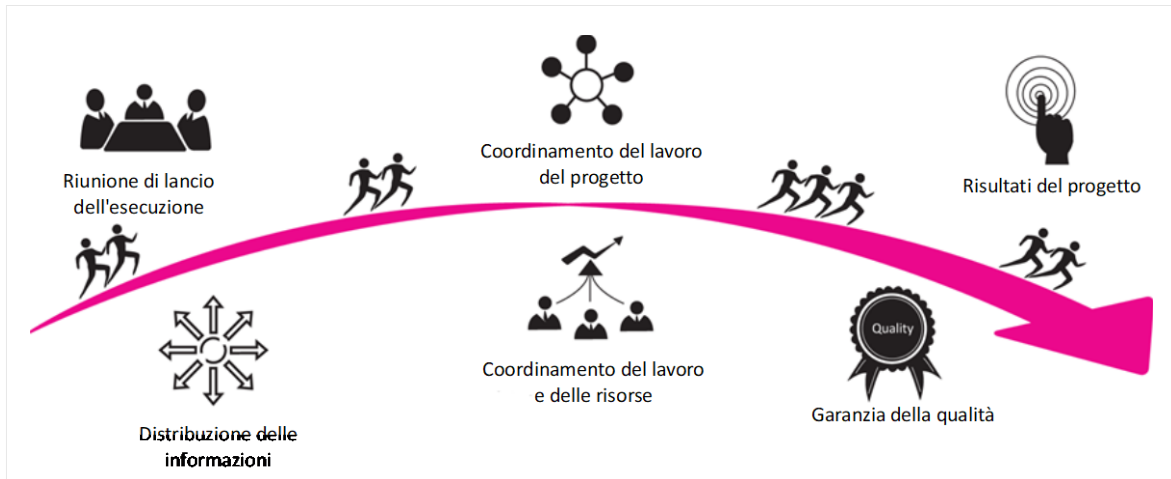 Riunione di lancio
dell'esecuzione
Coordinamento del lavoro
del progetto
Risultati del progetto
Distribuzione delle
informazioni
Coordinamento del lavoro
e delle risorse
Quality
Garanzia della qualità